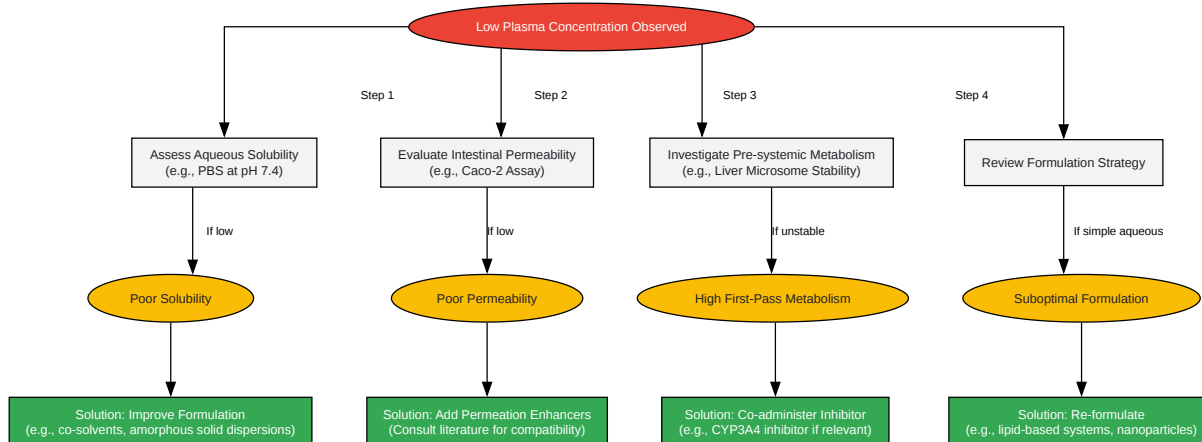 Low Plasma Concentration Observed
Step 1
Step 2
Step 3
Step 4
Assess Aqueous Solubility
(e.g., PBS at pH 7.4)
Evaluate Intestinal Permeability
(e.g., Caco-2 Assay)
Investigate Pre-systemic Metabolism
(e.g., Liver Microsome Stability)
Review Formulation Strategy
If low
If low
If unstable
If simple aqueous
Poor Solubility
Poor Permeability
High First-Pass Metabolism
Suboptimal Formulation
Solution: Improve Formulation
(e.g., co-solvents, amorphous solid dispersions)
Solution: Add Permeation Enhancers
(Consult literature for compatibility)
Solution: Co-administer Inhibitor
(e.g., CYP3A4 inhibitor if relevant)
Solution: Re-formulate
(e.g., lipid-based systems, nanoparticles)